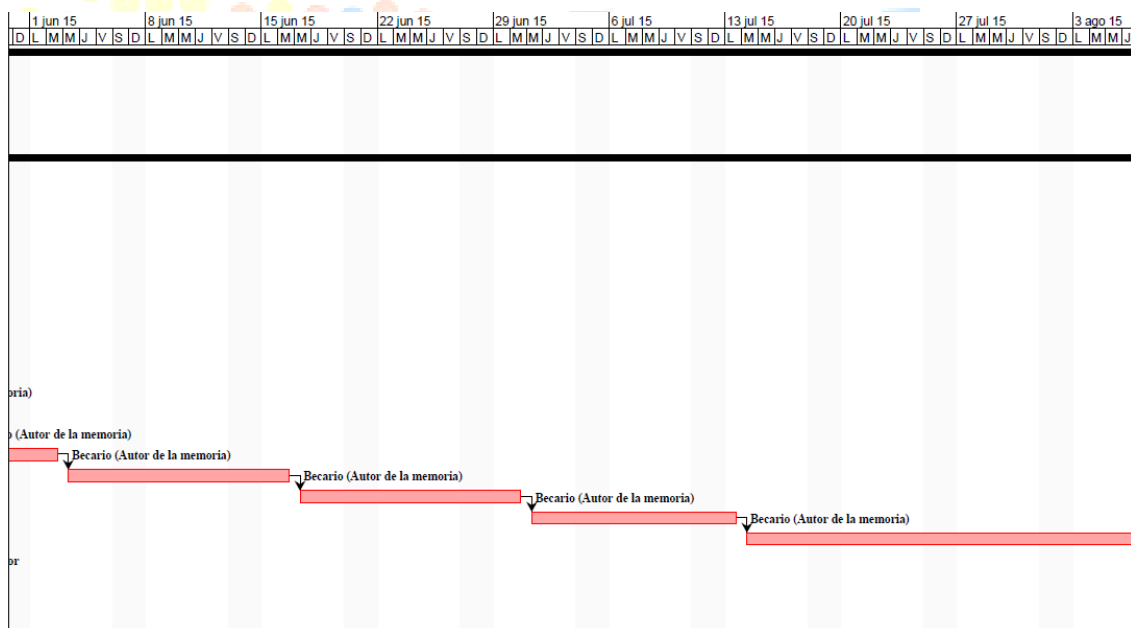 1 jun 15 8 jun 15 15 jun 15 22 jun 15 29 jun 15 6 jul 15 13 jul 15 20 jul 15 27 jul 15 3 ago 15
D L M M J V S D L M M J V S D L M M J V S D L M M J V S D L M M J V S D L M M J V S D L M M J V S D L M M J V S D L M M J V S D L M M J
oria)
o (Autor de la memoria)
Becario (Autor de la memoria)
Becario (Autor de la memoria)
Becario (Autor de la memoria)
Becario (Autor de la memoria)
or